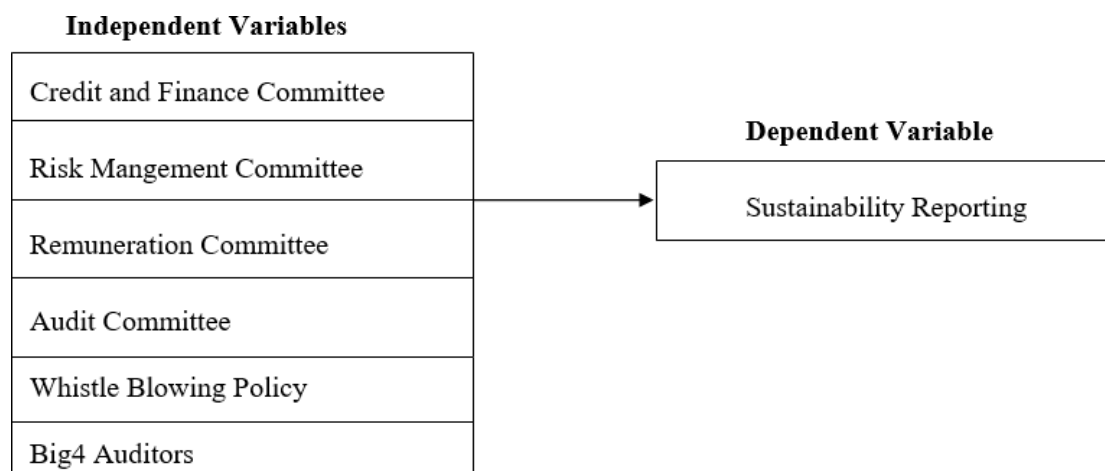 Independent Variables
Credit and Finance Committee
Risk Mangement Committee
Remuneration Committee
Audit Committee
Whistle Blowing Policy
Big4 Auditors
Dependent Variable
Sustainability Reporting